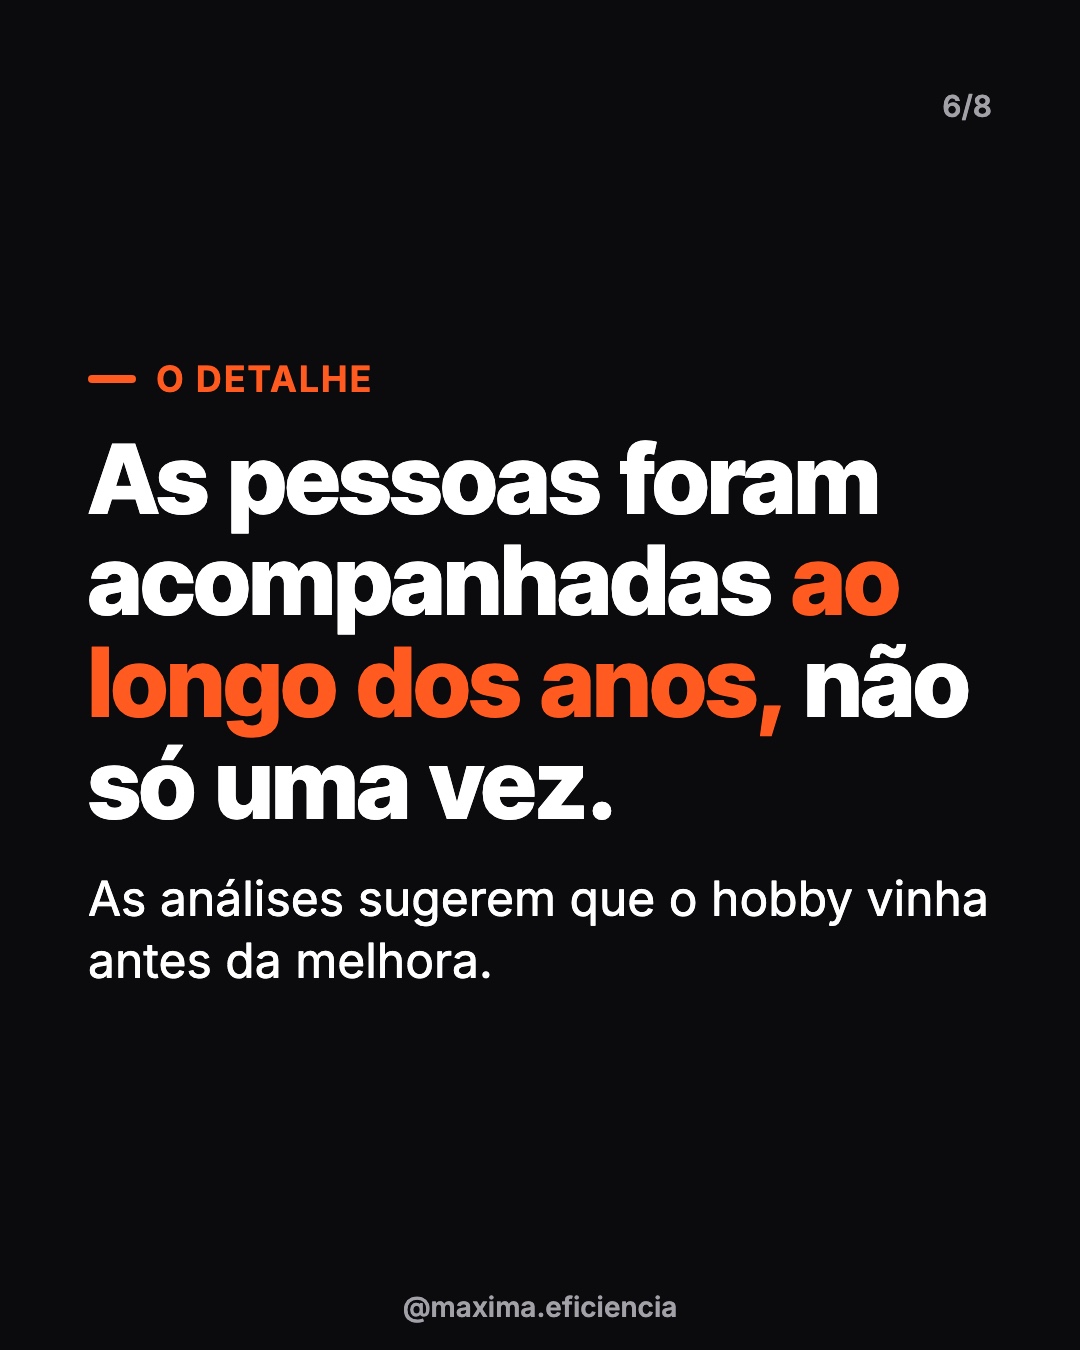 6/8
O DETALHE
As pessoas foram
acompanhadas ao
longo dos anos, não
só uma vez.
As análises sugerem que o hobby vinha
antes da melhora.
@maxima.eficiencia